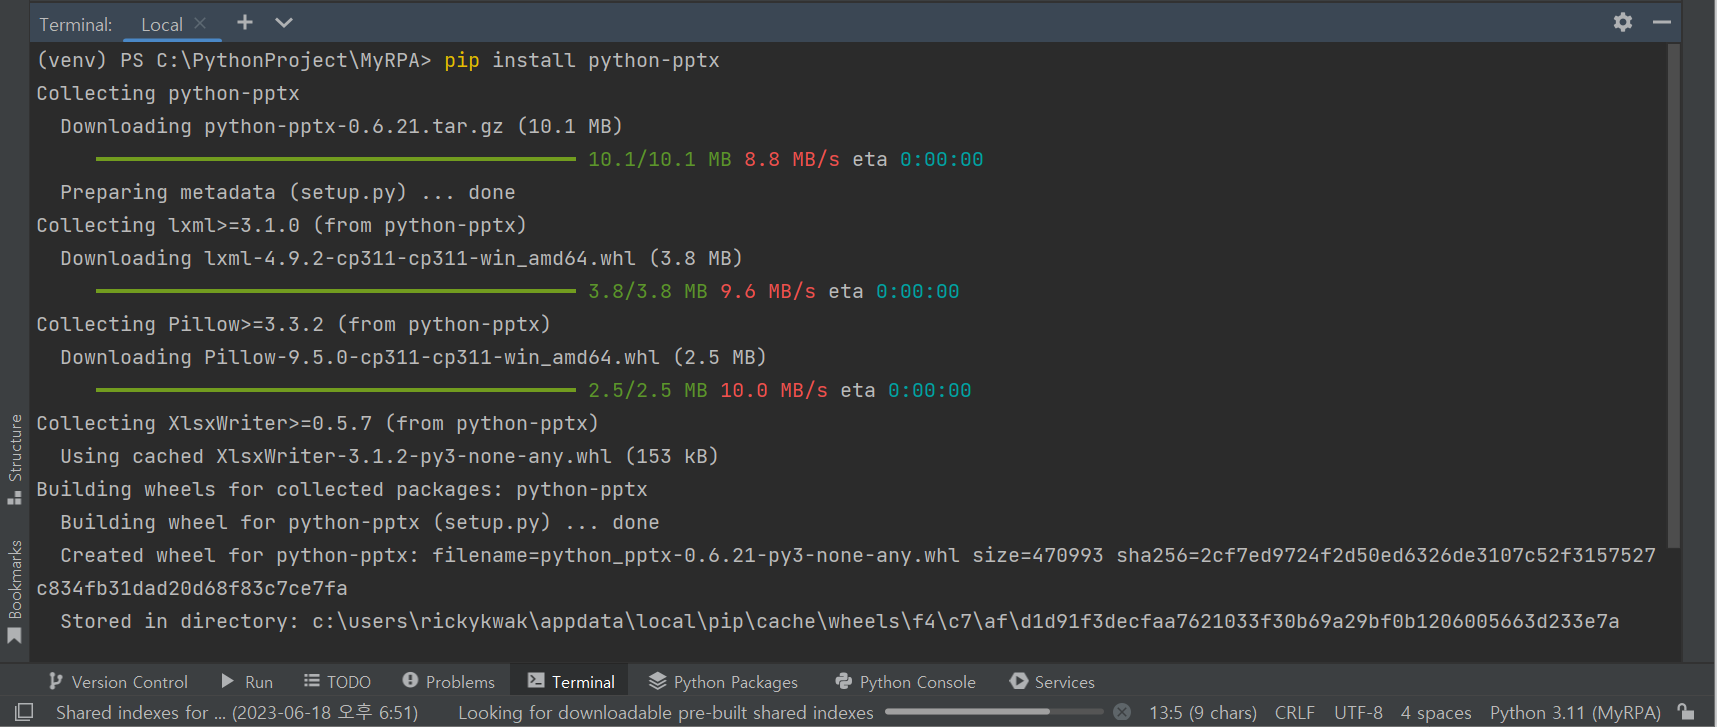 Terminal: Local
(venv) PS C:\PythonProject\MyRPA> pip install python-pptx
Collecting python-pptx
Downloading python-pptx-0.6.21.tar.gz (10.1 MB)
10.1/10.1 MB 8.8 MB/s eta 0:00:00
Preparing metadata (setup.py) ... done
Collecting lxml>=3.1.0 (from python-pptx)
Downloading lxml-4.9.2-cp311-cp311-win_amd64.whl (3.8 MB)
3.8/3.8 MB 9.6 MB/s eta 0:00:00
Collecting Pillow>=3.3.2 (from python-pptx)
Downloading Pillow-9.5.0-cp311-cp311-win_amd64.whl (2.5 MB)
2.5/2.5 MB 10.0 MB/s eta 0:00:00
Collecting XlsxWriter>=0.5.7 (from python-pptx)
Using cached XlsxWriter-3.1.2-py3-none-any.whl (153 kB)
Building wheels for collected packages: python-pptx
Building wheel for python-pptx (setup.py) ... done
Created wheel for python-pptx: filename=python_pptx-0.6.21-py3-none-any.whl size=470993 sha256=2cf7ed9724f2d50ed6326de3107c52f3157527
c834fb31dad20d68f83c7ce7fa
Stored in directory: c:\users\rickykwak\appdata\local\pip\cache\wheels\f4\c7\af\d1d91f3decfaa7621033f30b69a29bf0b1206005663d233e7a
Structure
Bookmarks
Version Control Run TODO Problems Terminal Python Packages Python Console Services
Shared indexes for ... (2023-06-18 오후 6:51) Looking for downloadable pre-built shared indexes 13:5 (9 chars) CRLF UTF-8 4 spaces Python 3.11 (MyRPA)